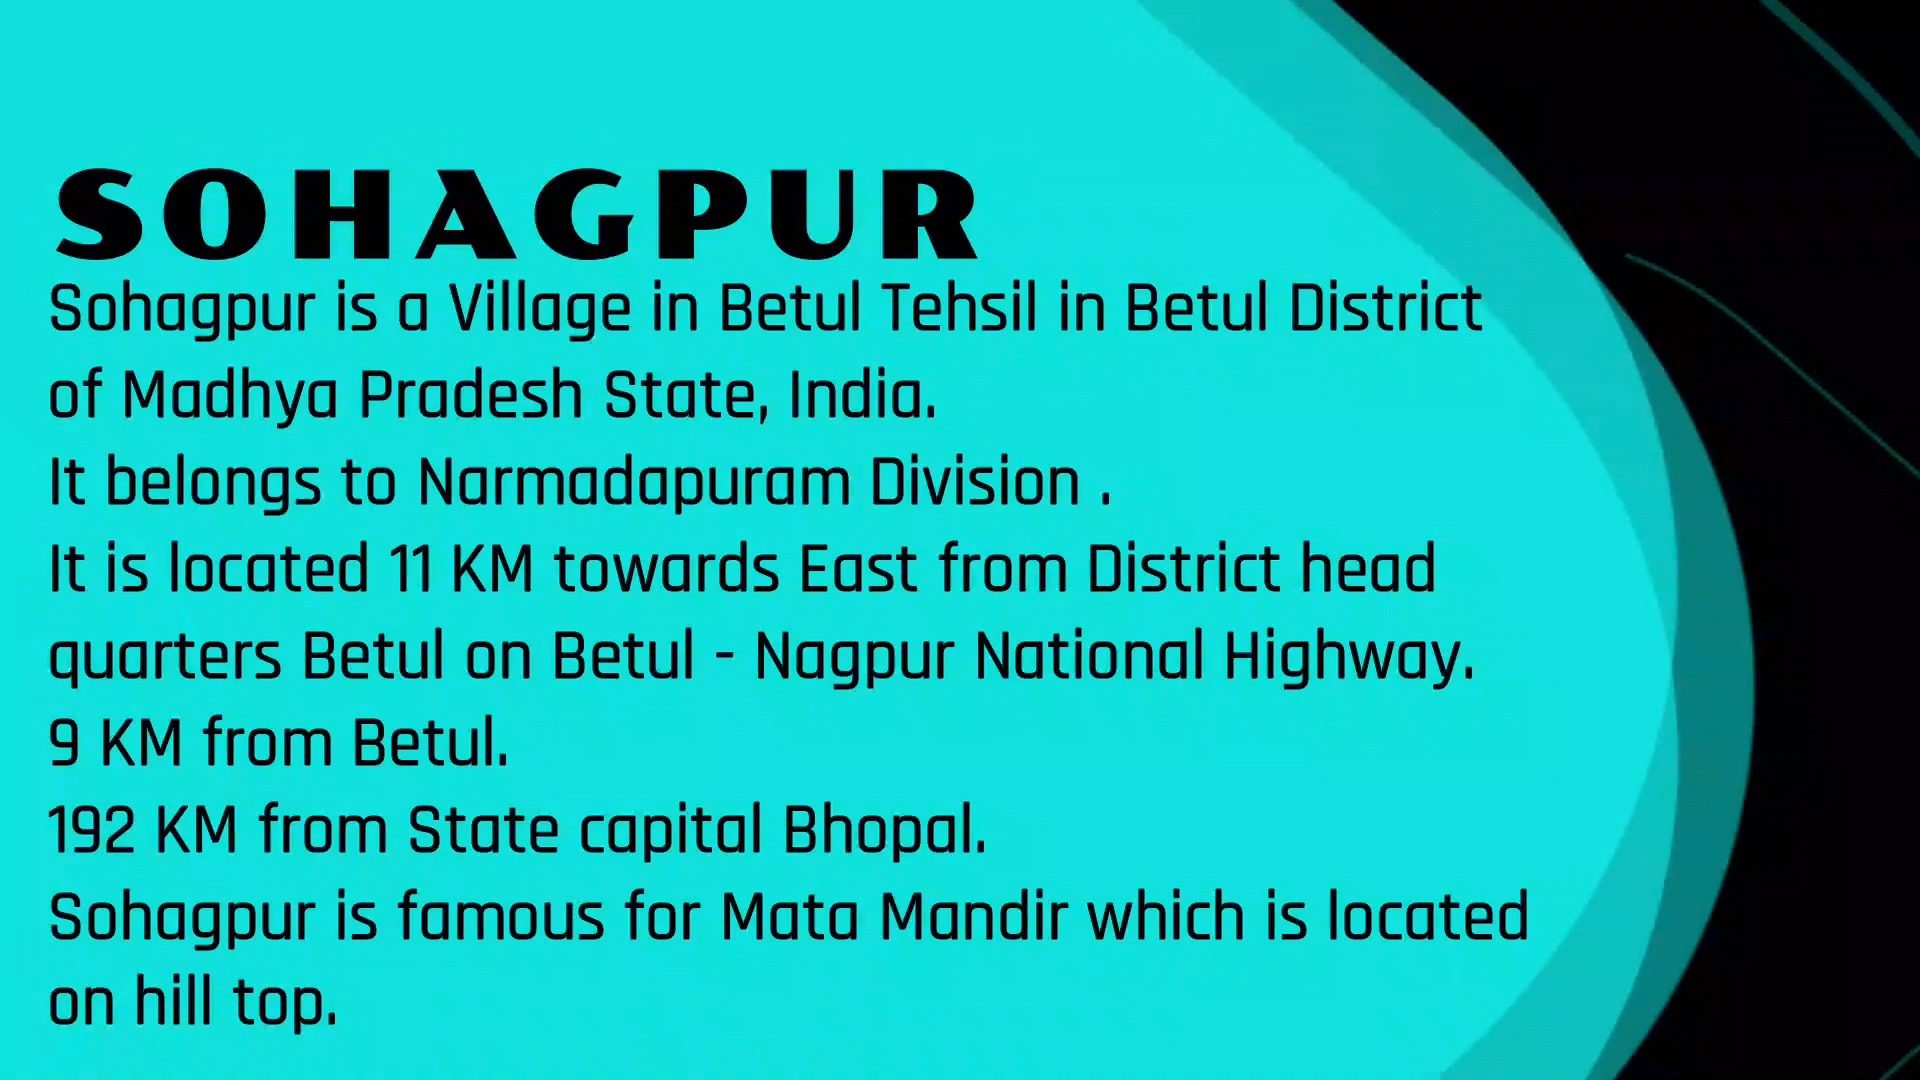 SOHAGPUR
Sohagpur is a Village in Betul Tehsil in Betul District
of Madhya Pradesh State, India.
It belongs to Narmadapuram Division .
It is located 11 KM towards East from District head
quarters Betul on Betul - Nagpur National Highway.
9 KM from Betul.
192 KM from State capital Bhopal.
Sohagpur is famous for Mata Mandir which is located
on hill top.